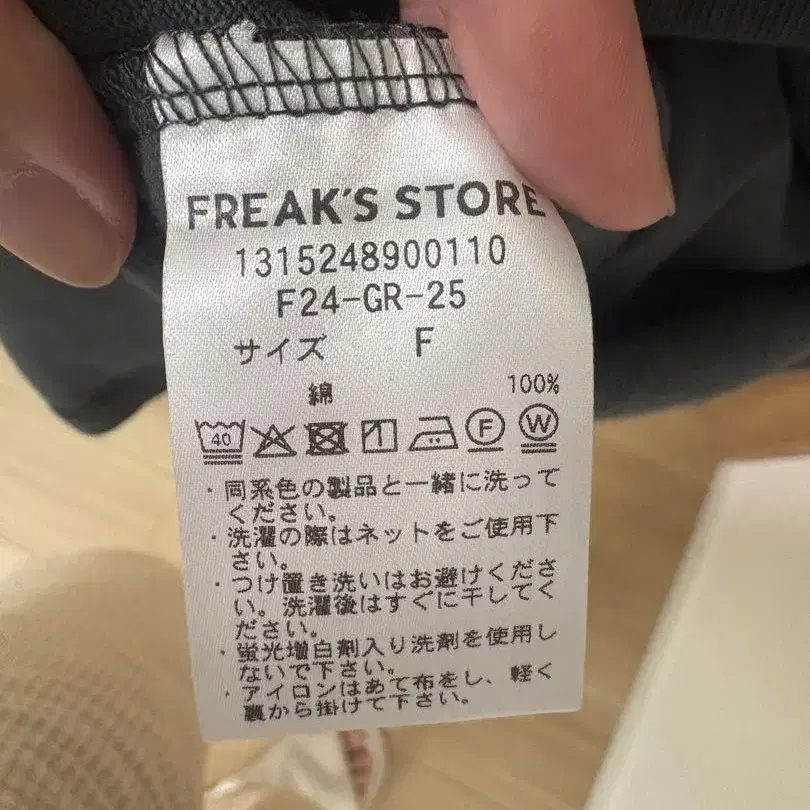 FREAK'S STORE
1315248900110
F24-GR-25
サイズ F
綿 100%
40 F W
・同系色の製品と一緒に洗って
ください。
・洗濯の際はネットをご使用下
さい。
・つけ置き洗いはお避けくださ
い。洗濯後はすぐに干してく
ださい。
・蛍光増白剤入り洗剤を使用し
ないで下さい。
・アイロンはあて布をし、軽く
裏から掛けて下さい。